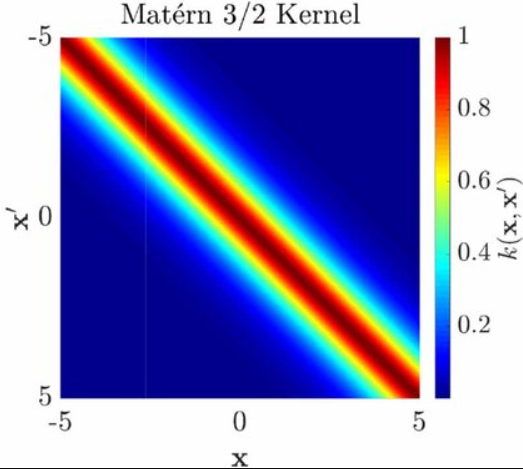 Matérn 3/2 Kernel
-5
0
5
x′
-5
0
5
x
1
0.8
0.6
0.4
0.2
k(x, x′)